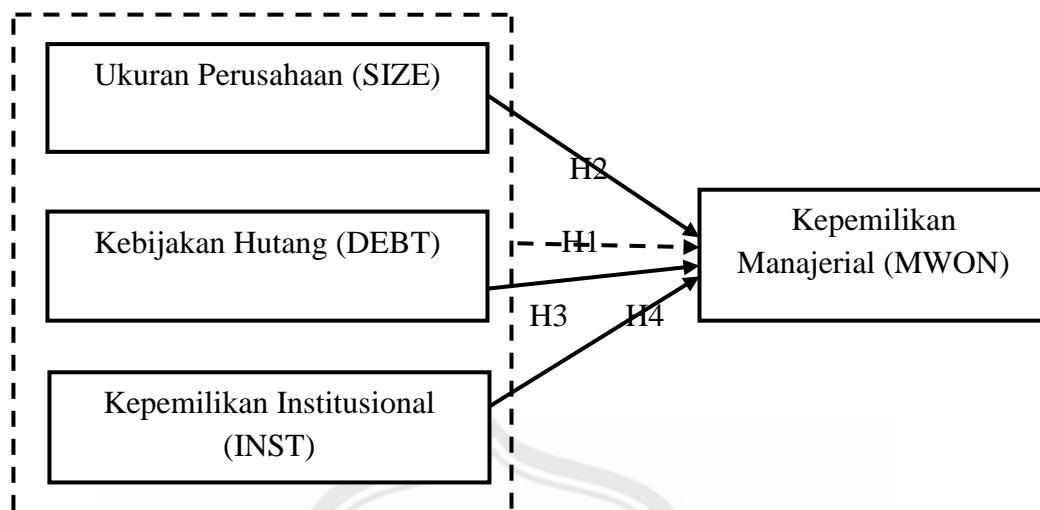 Ukuran Perusahaan (SIZE)
H2
Kebijakan Hutang (DEBT)
H1
Kepemilikan
Manajerial (MWON)
H3
H4
Kepemilikan Institusional
(INST)